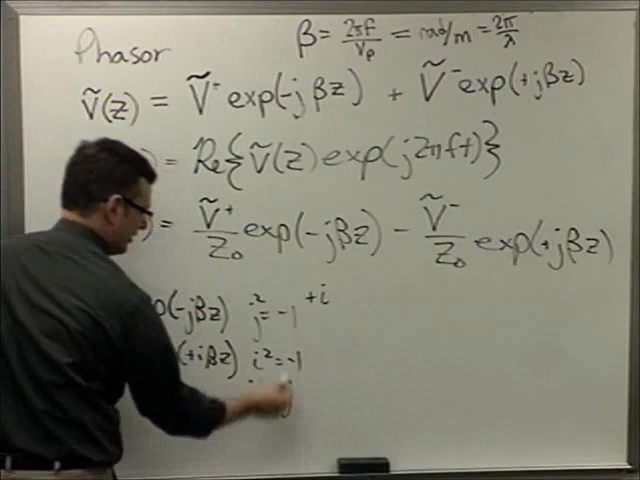 Phasor
β = 2πf/Vp = rad/m = 2π/λ
Ṽ(z) = Ṽ⁻ exp(-jβz) + Ṽ⁻ exp(+jβz)
) = Re{Ṽ(z) exp(j2πft)}
) = Ṽ⁺/Z₀ exp(-jβz) - Ṽ⁻/Z₀ exp(+jβz)
p(-jβz) j² = -1 +i
(+iβz) i² = -1